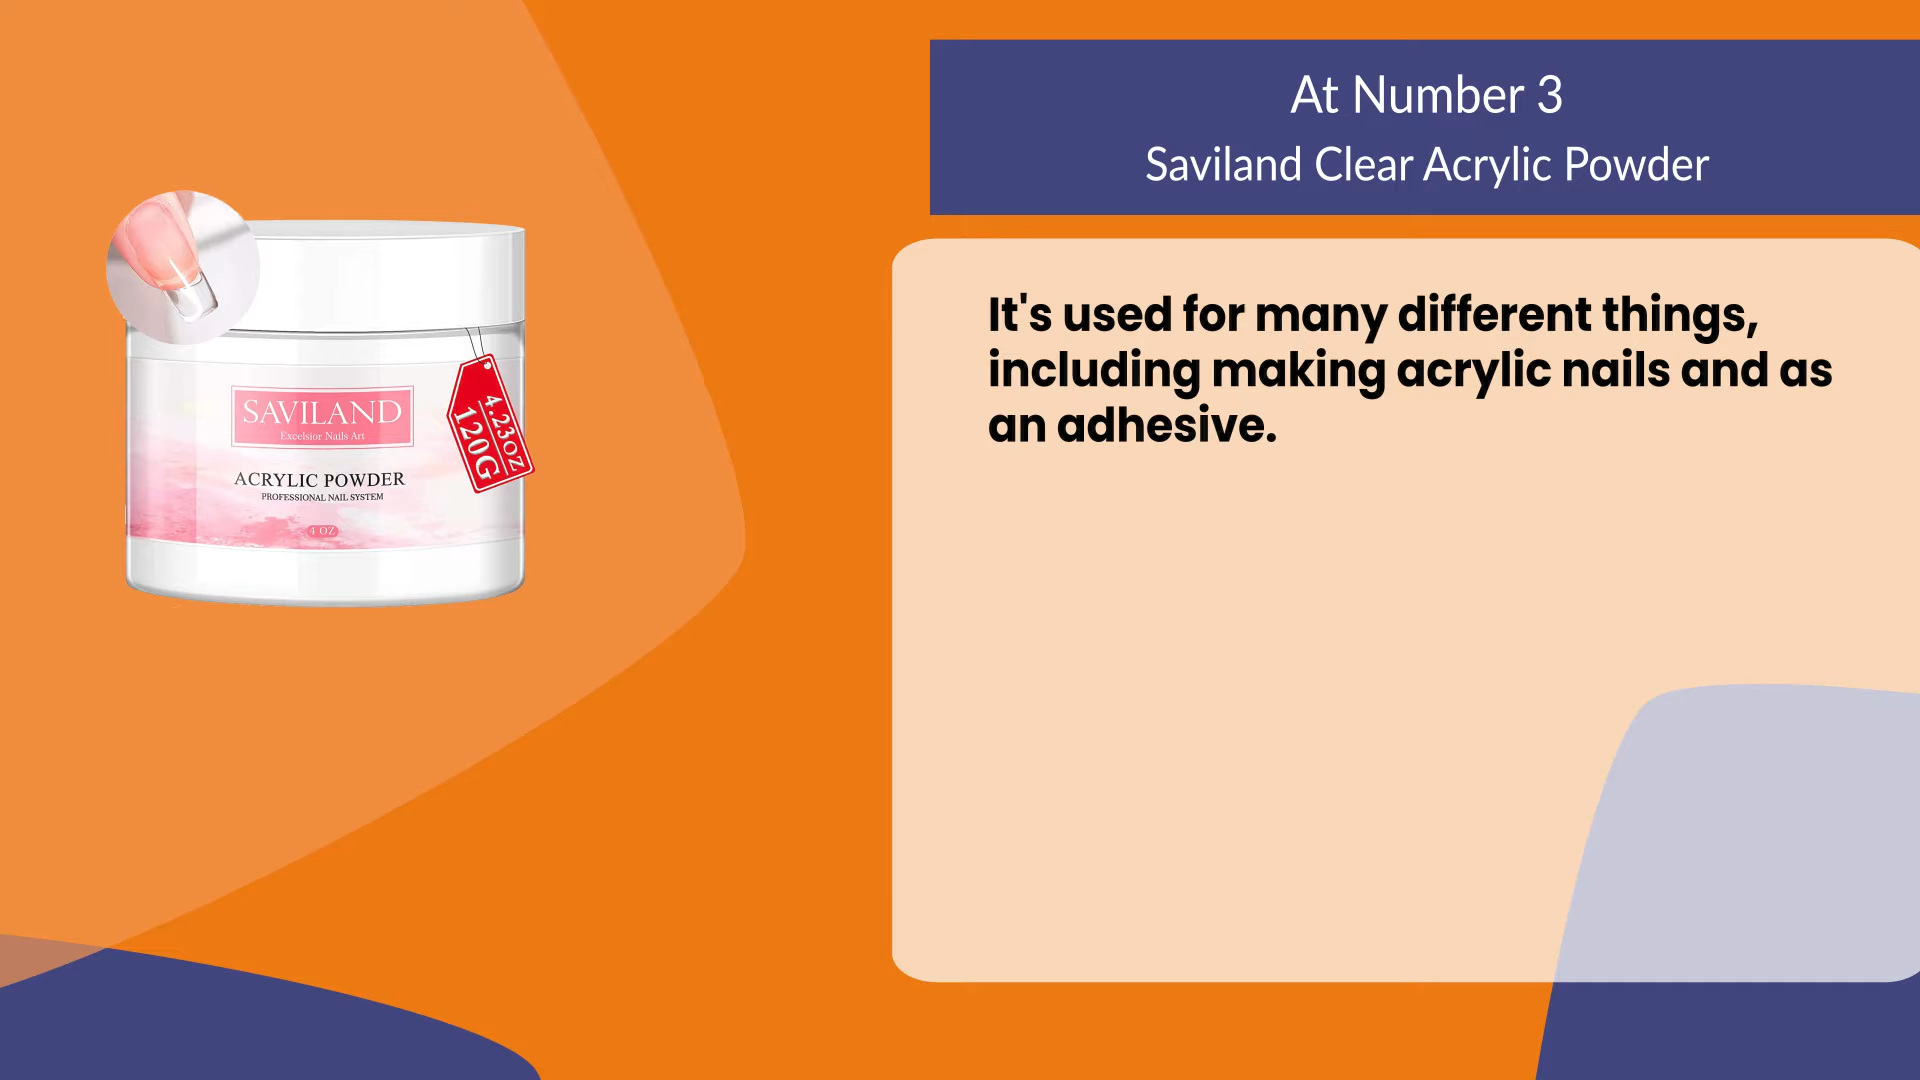 At Number 3
Saviland Clear Acrylic Powder
It's used for many different things,
including making acrylic nails and as
an adhesive.
SAVILAND
Excelsior Nails Art
ACRYLIC POWDER
PROFESSIONAL NAIL SYSTEM
4 OZ
4.23OZ
120G